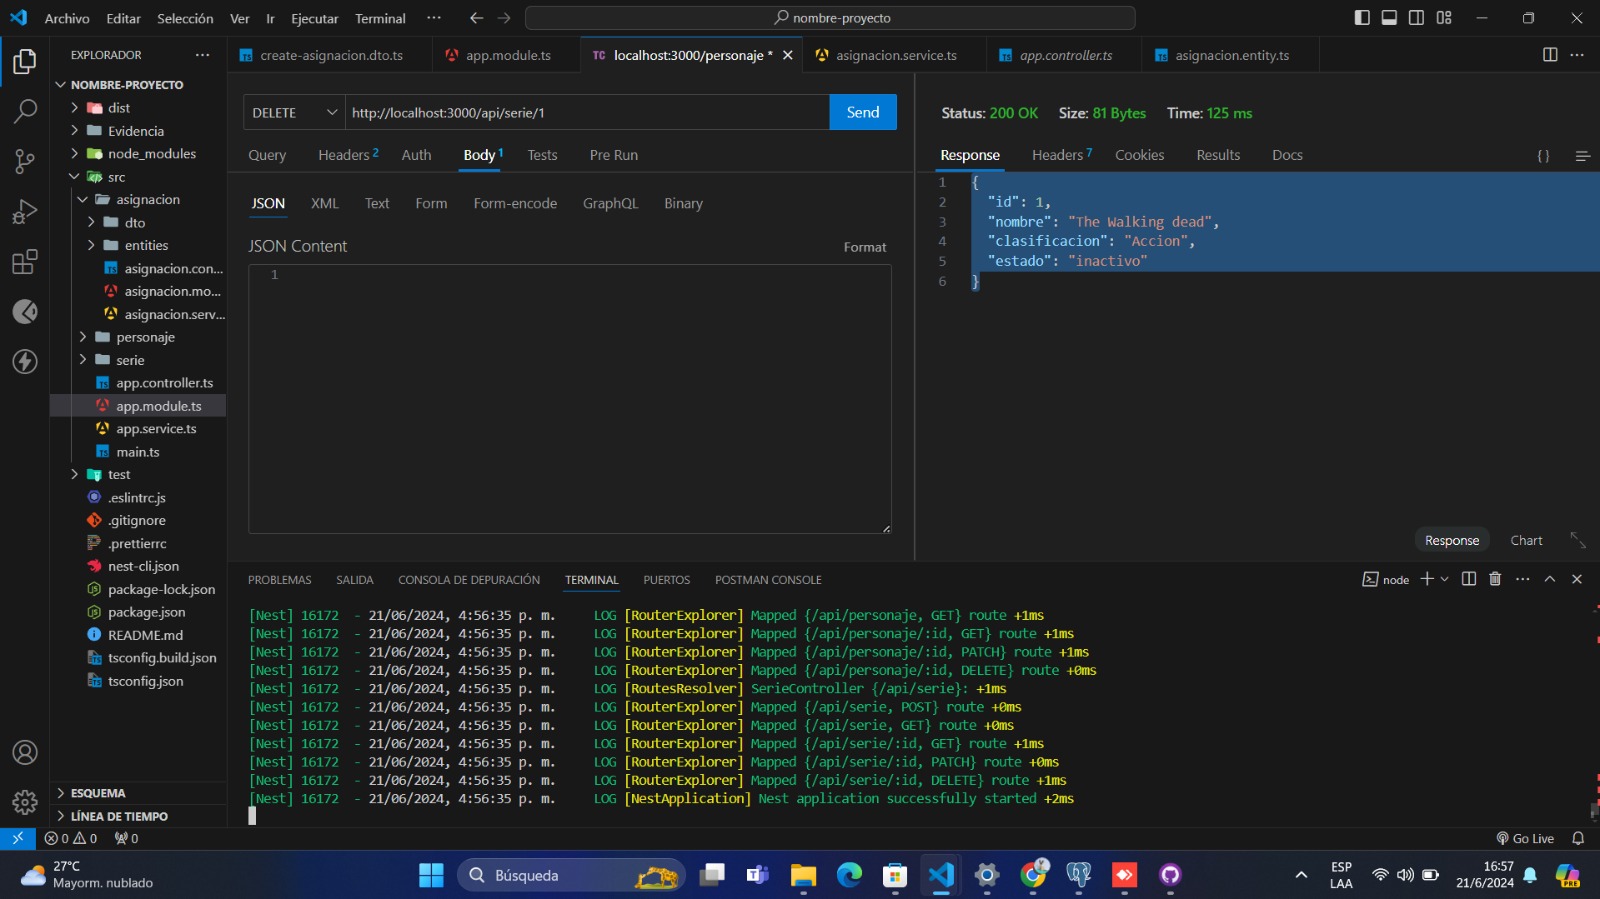 Archivo Editar Selección Ver Ir Ejecutar Terminal ··· nombre-proyecto
EXPLORADOR ···
create-asignacion.dto.ts app.module.ts TC localhost:3000/personaje * asignacion.service.ts app.controller.ts asignacion.entity.ts ···
NOMBRE-PROYECTO
dist
Evidencia
node_modules
src
asignacion
dto
entities
asignacion.con...
asignacion.mo...
asignacion.serv...
personaje
serie
app.controller.ts
app.module.ts
app.service.ts
main.ts
test
.eslintrc.js
.gitignore
.prettierrc
nest-cli.json
package-lock.json
package.json
README.md
tsconfig.build.json
tsconfig.json
ESQUEMA
LÍNEA DE TIEMPO
DELETE http://localhost:3000/api/serie/1 Send
Query Headers 2 Auth Body 1 Tests Pre Run
JSON XML Text Form Form-encode GraphQL Binary
JSON Content Format
1
Status: 200 OK Size: 81 Bytes Time: 125 ms
Response Headers 7 Cookies Results Docs { }
1 {
2 "id": 1,
3 "nombre": "The Walking dead",
4 "clasificacion": "Accion",
5 "estado": "inactivo"
6 }
Response Chart
PROBLEMAS SALIDA CONSOLA DE DEPURACIÓN TERMINAL PUERTOS POSTMAN CONSOLE node ···
[Nest] 16172 - 21/06/2024, 4:56:35 p. m. LOG [RouterExplorer] Mapped {/api/personaje, GET} route +1ms
[Nest] 16172 - 21/06/2024, 4:56:35 p. m. LOG [RouterExplorer] Mapped {/api/personaje/:id, GET} route +1ms
[Nest] 16172 - 21/06/2024, 4:56:35 p. m. LOG [RouterExplorer] Mapped {/api/personaje/:id, PATCH} route +1ms
[Nest] 16172 - 21/06/2024, 4:56:35 p. m. LOG [RouterExplorer] Mapped {/api/personaje/:id, DELETE} route +0ms
[Nest] 16172 - 21/06/2024, 4:56:35 p. m. LOG [RoutesResolver] SerieController {/api/serie}: +1ms
[Nest] 16172 - 21/06/2024, 4:56:35 p. m. LOG [RouterExplorer] Mapped {/api/serie, POST} route +0ms
[Nest] 16172 - 21/06/2024, 4:56:35 p. m. LOG [RouterExplorer] Mapped {/api/serie, GET} route +0ms
[Nest] 16172 - 21/06/2024, 4:56:35 p. m. LOG [RouterExplorer] Mapped {/api/serie/:id, GET} route +1ms
[Nest] 16172 - 21/06/2024, 4:56:35 p. m. LOG [RouterExplorer] Mapped {/api/serie/:id, PATCH} route +0ms
[Nest] 16172 - 21/06/2024, 4:56:35 p. m. LOG [RouterExplorer] Mapped {/api/serie/:id, DELETE} route +1ms
[Nest] 16172 - 21/06/2024, 4:56:35 p. m. LOG [NestApplication] Nest application successfully started +2ms
0 0 0 Go Live
27°C
Mayorm. nublado
Búsqueda
ESP
LAA
16:57
21/6/2024
PRE